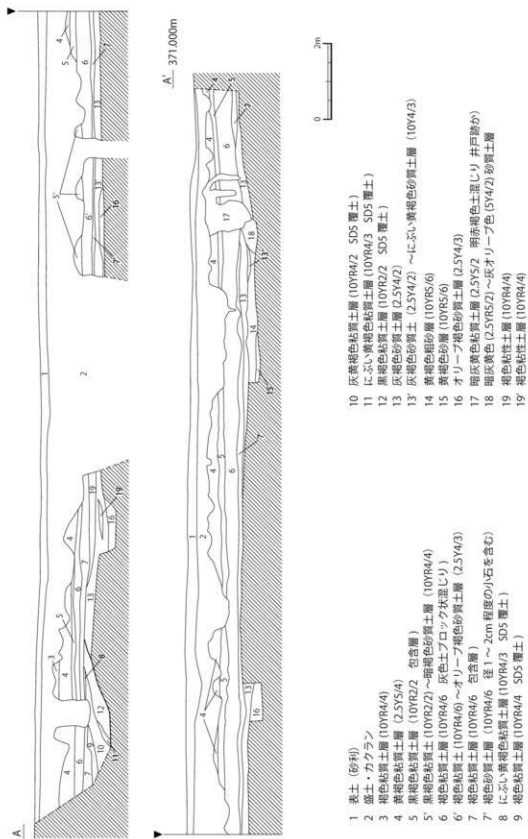 A
A' 371.000m
0 2m
1 表土 (砂利)
2 盛土・カクラン
3 褐色粘質土層 (10YR4/4)
4 黄褐色粘質土層 (2.5Y5/4)
5 黒褐色粘質土層 (10YR2/2 包含層)
5' 黒褐色粘質土 (10YR2/2) ～暗褐色砂質土層 (10YR4/4)
6 褐色粘質土層 (10YR4/6 灰色土ブロック状混じり)
6' 褐色粘質土 (10YR4/6) ～オリーブ褐色砂質土層 (2.5Y4/3)
7 褐色粘質土層 (10YR4/6 包含層)
7' 褐色砂質土層 (10YR4/6 径1～2cm程度の小石を含む)
8 にぶい黄褐色粘質土層 (10YR4/3 SD5 覆土)
9 褐色粘質土層 (10YR4/4 SD5 覆土)
10 灰黄褐色粘質土層 (10YR4/2 SD5 覆土)
11 にぶい黄褐色粘質土層 (10YR4/3 SD5 覆土)
12 黒褐色粘質土層 (10YR2/2 SD5 覆土)
13 灰褐色砂質土層 (2.5Y4/2)
13' 灰褐色砂質土 (2.5Y4/2) ～にぶい黄褐色砂質土層 (10Y4/3)
14 黄褐色粗砂層 (10YR5/6)
15 黄褐色砂層 (10YR5/6)
16 オリーブ褐色砂質土層 (2.5Y4/3)
17 暗灰黄色粘質土層 (2.5Y5/2 明赤褐色土混じり 井戸跡か)
18 暗灰黄色 (2.5YR5/2) ～灰オリーブ色 (5Y4/2) 砂質土層
19 褐色粘性土層 (10YR4/4)
19' 褐色粘性土層 (10YR4/4)